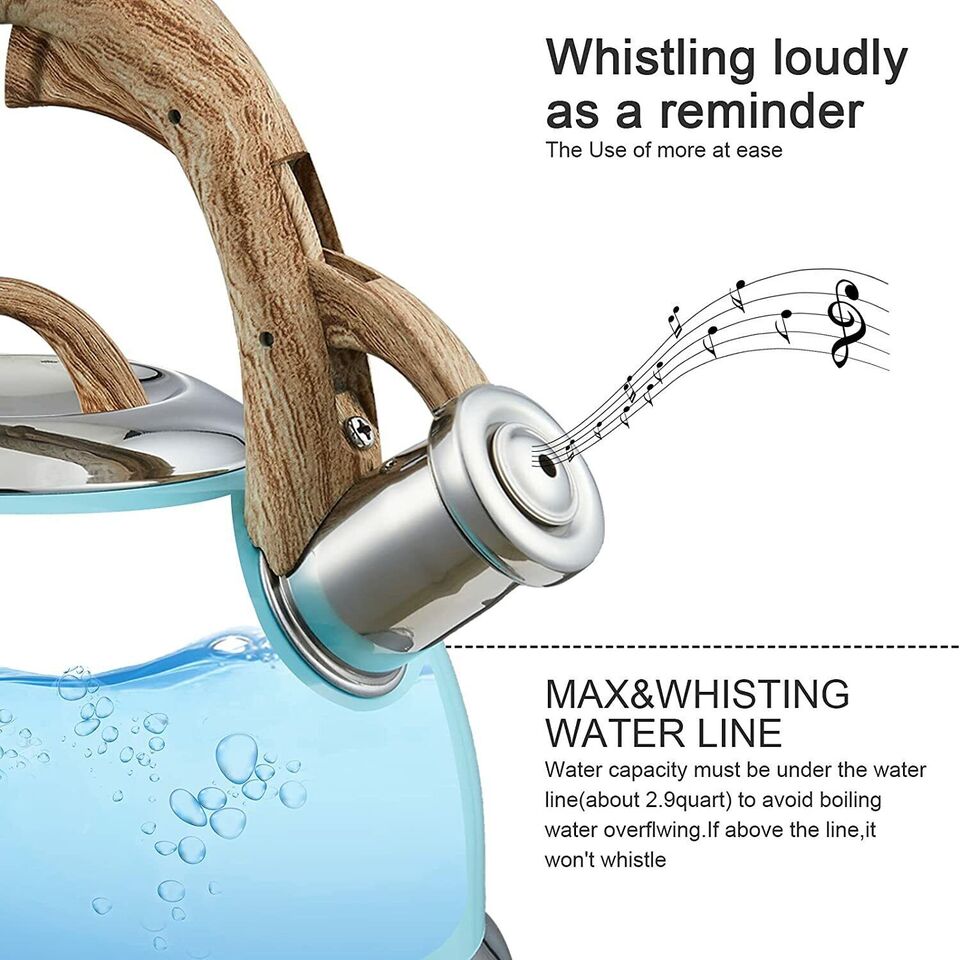 Whistling loudly
as a reminder
The Use of more at ease
MAX&WHISTING
WATER LINE
Water capacity must be under the water
line(about 2.9quart) to avoid boiling
water overflwing.If above the line,it
won't whistle